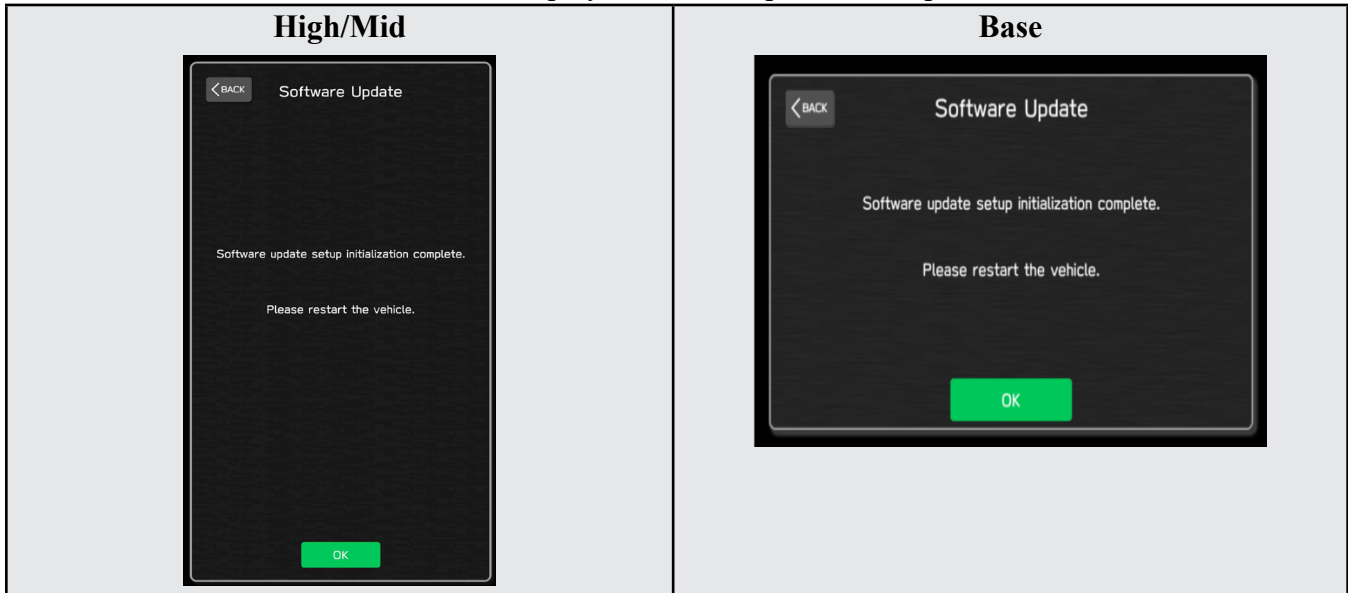 High/Mid
BACK
Software Update
Software update setup initialization complete.
Please restart the vehicle.
OK
Base
BACK
Software Update
Software update setup initialization complete.
Please restart the vehicle.
OK